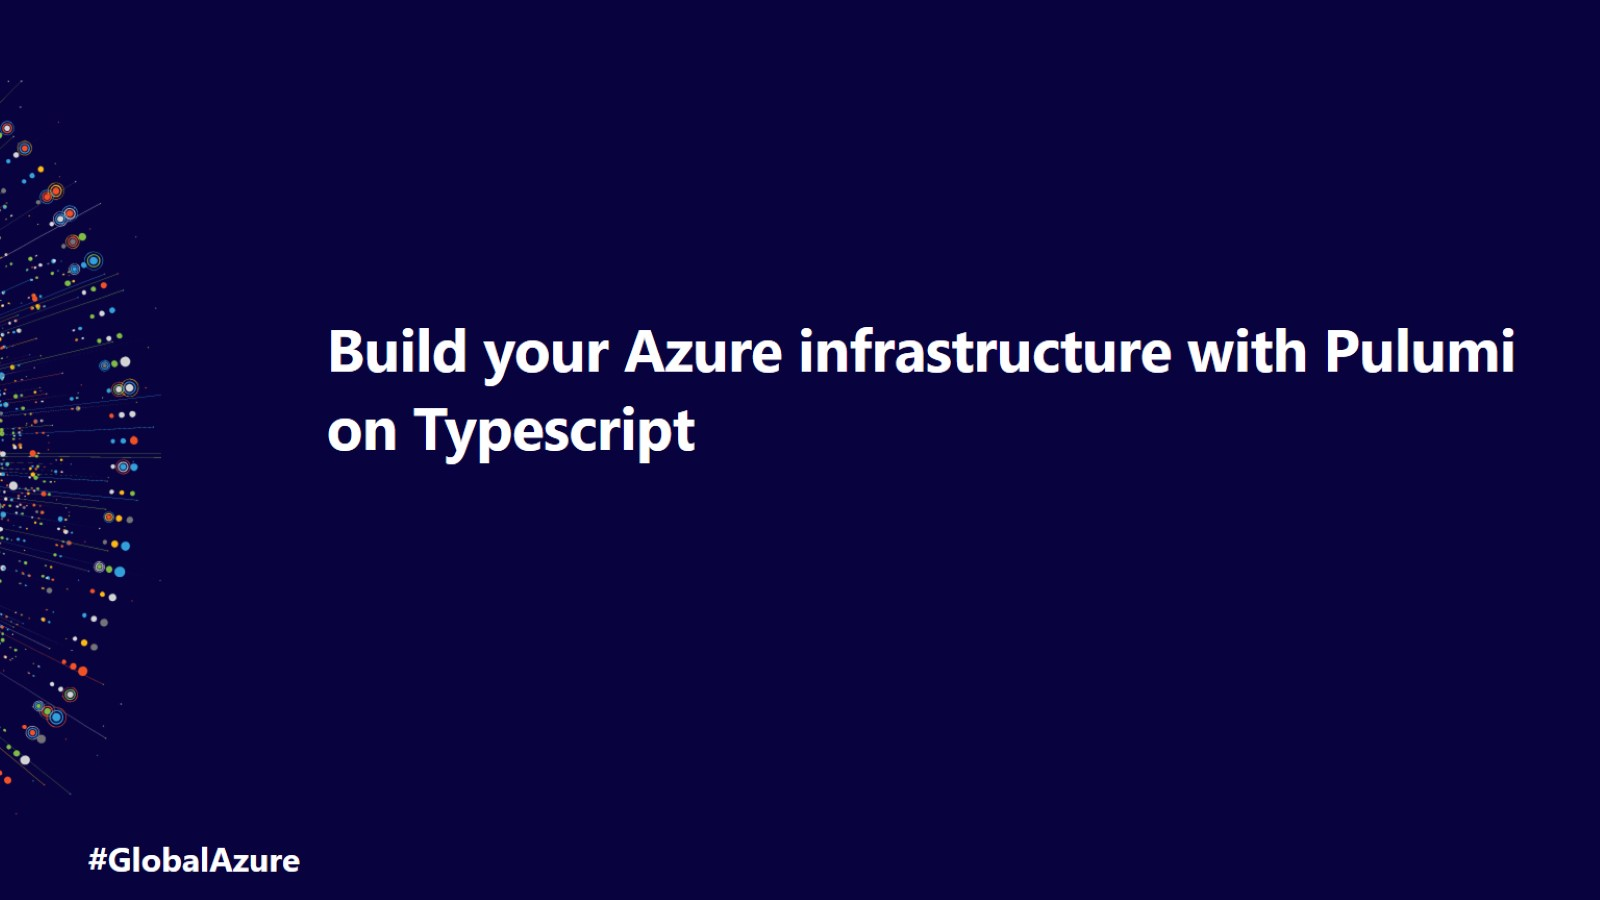 Build your Azure infrastructure with Pulumi
on Typescript
#GlobalAzure